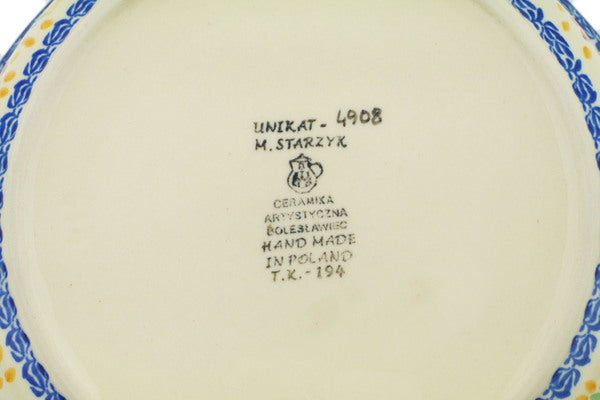 UNIKAT - 4908
M. STARZYK
CERAMIKA
ARTYSTYCZNA
BOLESŁAWIEC
HAND MADE
IN POLAND
T.K.-194